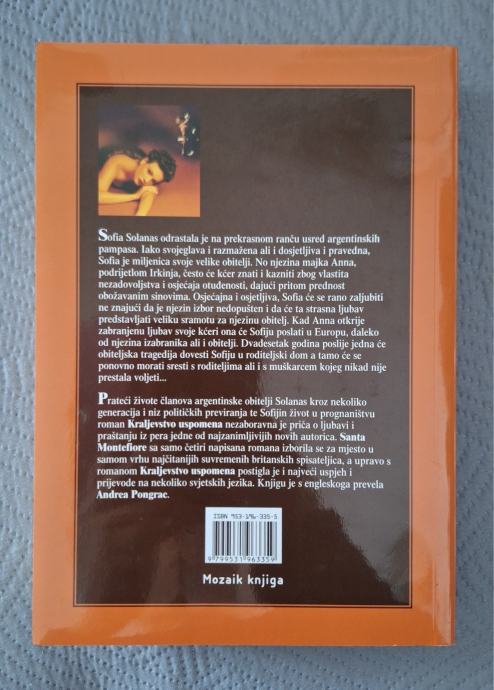 Sofia Solanas odrastala je na prekrasnom ranču usred argentinskih
pampasa. Iako svojeglava i razmažena ali i dosjetljiva i pravedna,
Sofia je miljenica svoje velike obitelji. No njezina majka Anna,
podrijetlom Irkinja, često će kćer znati i kazniti zbog vlastita
nezadovoljstva i osjećaja otuđenosti, dajući pritom prednost
obožavanim sinovima. Osjećajna i osjetljiva, Sofia će se rano zaljubiti
ne znajući da je njezin izbor nedopušten i da će ta strasna ljubav
predstavljati veliku sramotu za njezinu obitelj. Kad Anna otkrije
zabranjenu ljubav svoje kćeri ona će Sofiju poslati u Europu, daleko
od njezina izabranika ali i obitelji. Dvadesetak godina poslije jedna će
obiteljska tragedija dovesti Sofiju u roditeljski dom a tamo će se
ponovno morati sresti s roditeljima ali i s muškarcem kojeg nikad nije
prestala voljeti...
Prateći živote članova argentinske obitelji Solanas kroz nekoliko
generacija i niz političkih previranja te Sofijin život u prognaništvu
roman Kraljevstvo uspomena nezaboravna je priča o ljubavi i
praštanju iz pera jedne od najzanimljivijih novih autorica. Santa
Montefiore sa samo četiri napisana romana izborila se za mjesto u
samom vrhu najčitanijih suvremenih britanskih spisateljica, a upravo s
romanom Kraljevstvo uspomena postigla je i najveći uspjeh i
prijevode na nekoliko svjetskih jezika. Knjigu je s engleskoga prevela
Andrea Pongrac.
ISBN 953-196-335-5
9799531963359
Mozaik knjiga